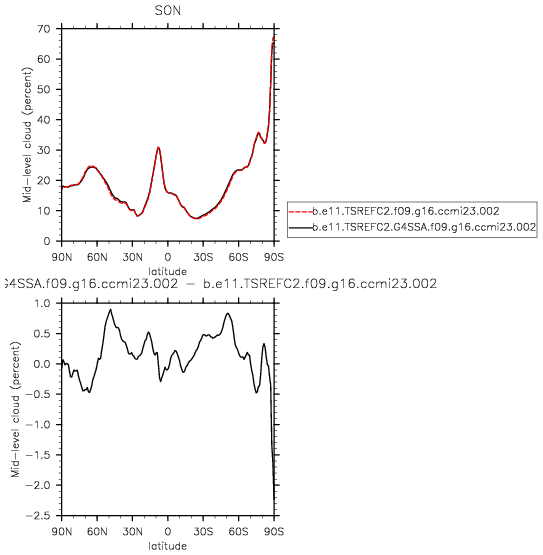 SON
Mid-level cloud (percent)
70
60
50
40
30
20
10
0
90N 60N 30N 0 30S 60S 90S
latitude
b.e11.TSREFC2.f09.g16.ccmi23.002
b.e11.TSREFC2.G4SSA.f09.g16.ccmi23.002
G4SSA.f09.g16.ccmi23.002 - b.e11.TSREFC2.f09.g16.ccmi23.002
Mid-level cloud (percent)
1.0
0.5
0.0
-0.5
-1.0
-1.5
-2.0
-2.5
90N 60N 30N 0 30S 60S 90S
latitude